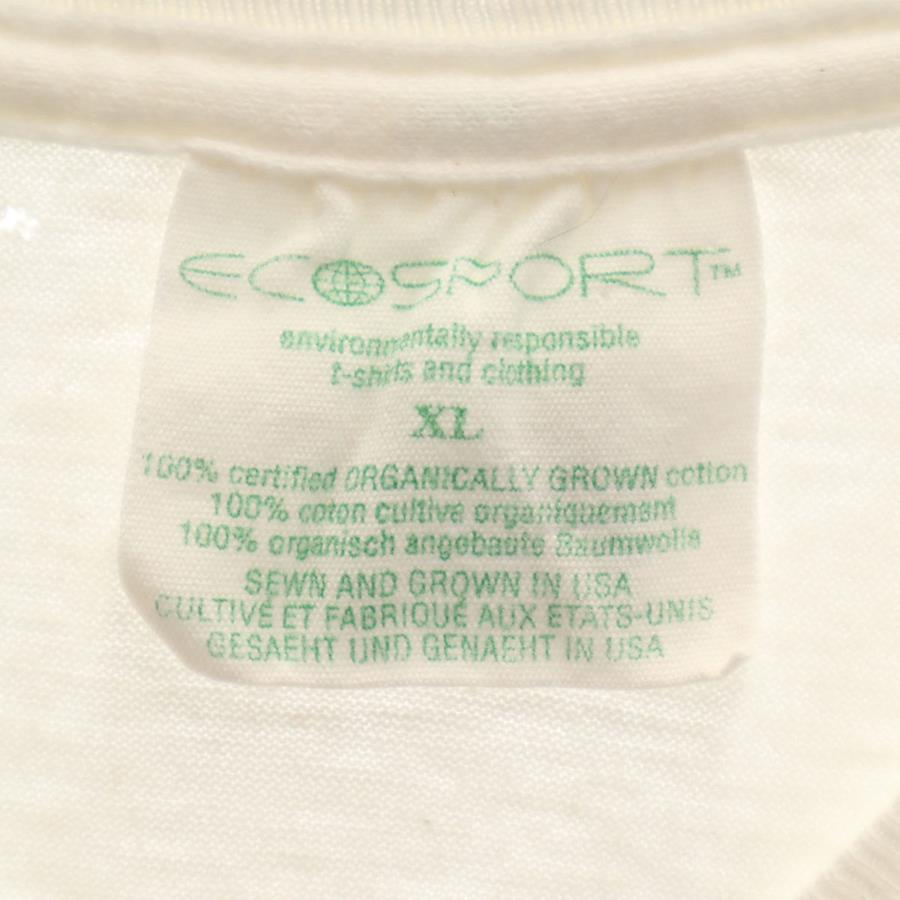 ECOSPORT™
environmentally responsible
t-shirts and clothing
XL
100% certified ORGANICALLY GROWN cotton
100% coton cultive organiquement
100% organisch angebaute Baumwolle
SEWN AND GROWN IN USA
CULTIVÉ ET FABRIQUÉ AUX ETATS-UNIS
GESAEHT UND GENAEHT IN USA